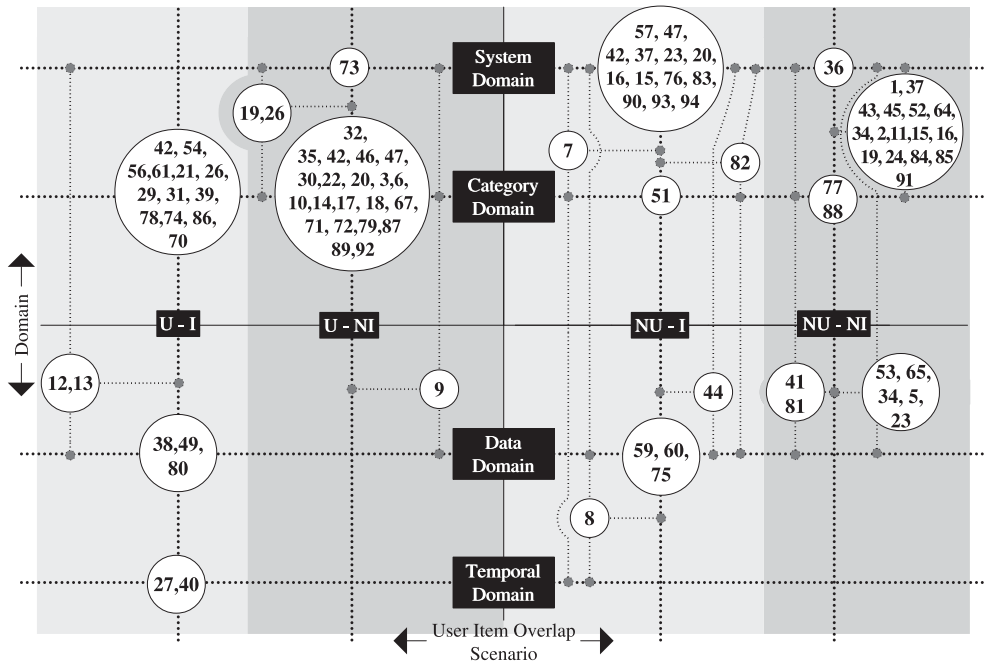 System
Domain
73
57, 47,
42, 37, 23, 20,
16, 15, 76, 83,
90, 93, 94
36
1, 37
43, 45, 52, 64,
34, 2,11,15, 16,
19, 24, 84, 85
91
19,26
7
82
42, 54,
56,61,21, 26,
29, 31, 39,
78,74, 86,
70
32,
35, 42, 46, 47,
30,22, 20, 3,6,
10,14,17, 18, 67,
71, 72,79,87
89,92
Category
Domain
51
77
88
Domain
U - I
U - NI
NU - I
NU - NI
12,13
9
44
41
81
53, 65,
34, 5,
23
38,49,
80
Data
Domain
59, 60,
75
8
27,40
Temporal
Domain
User Item Overlap
Scenario